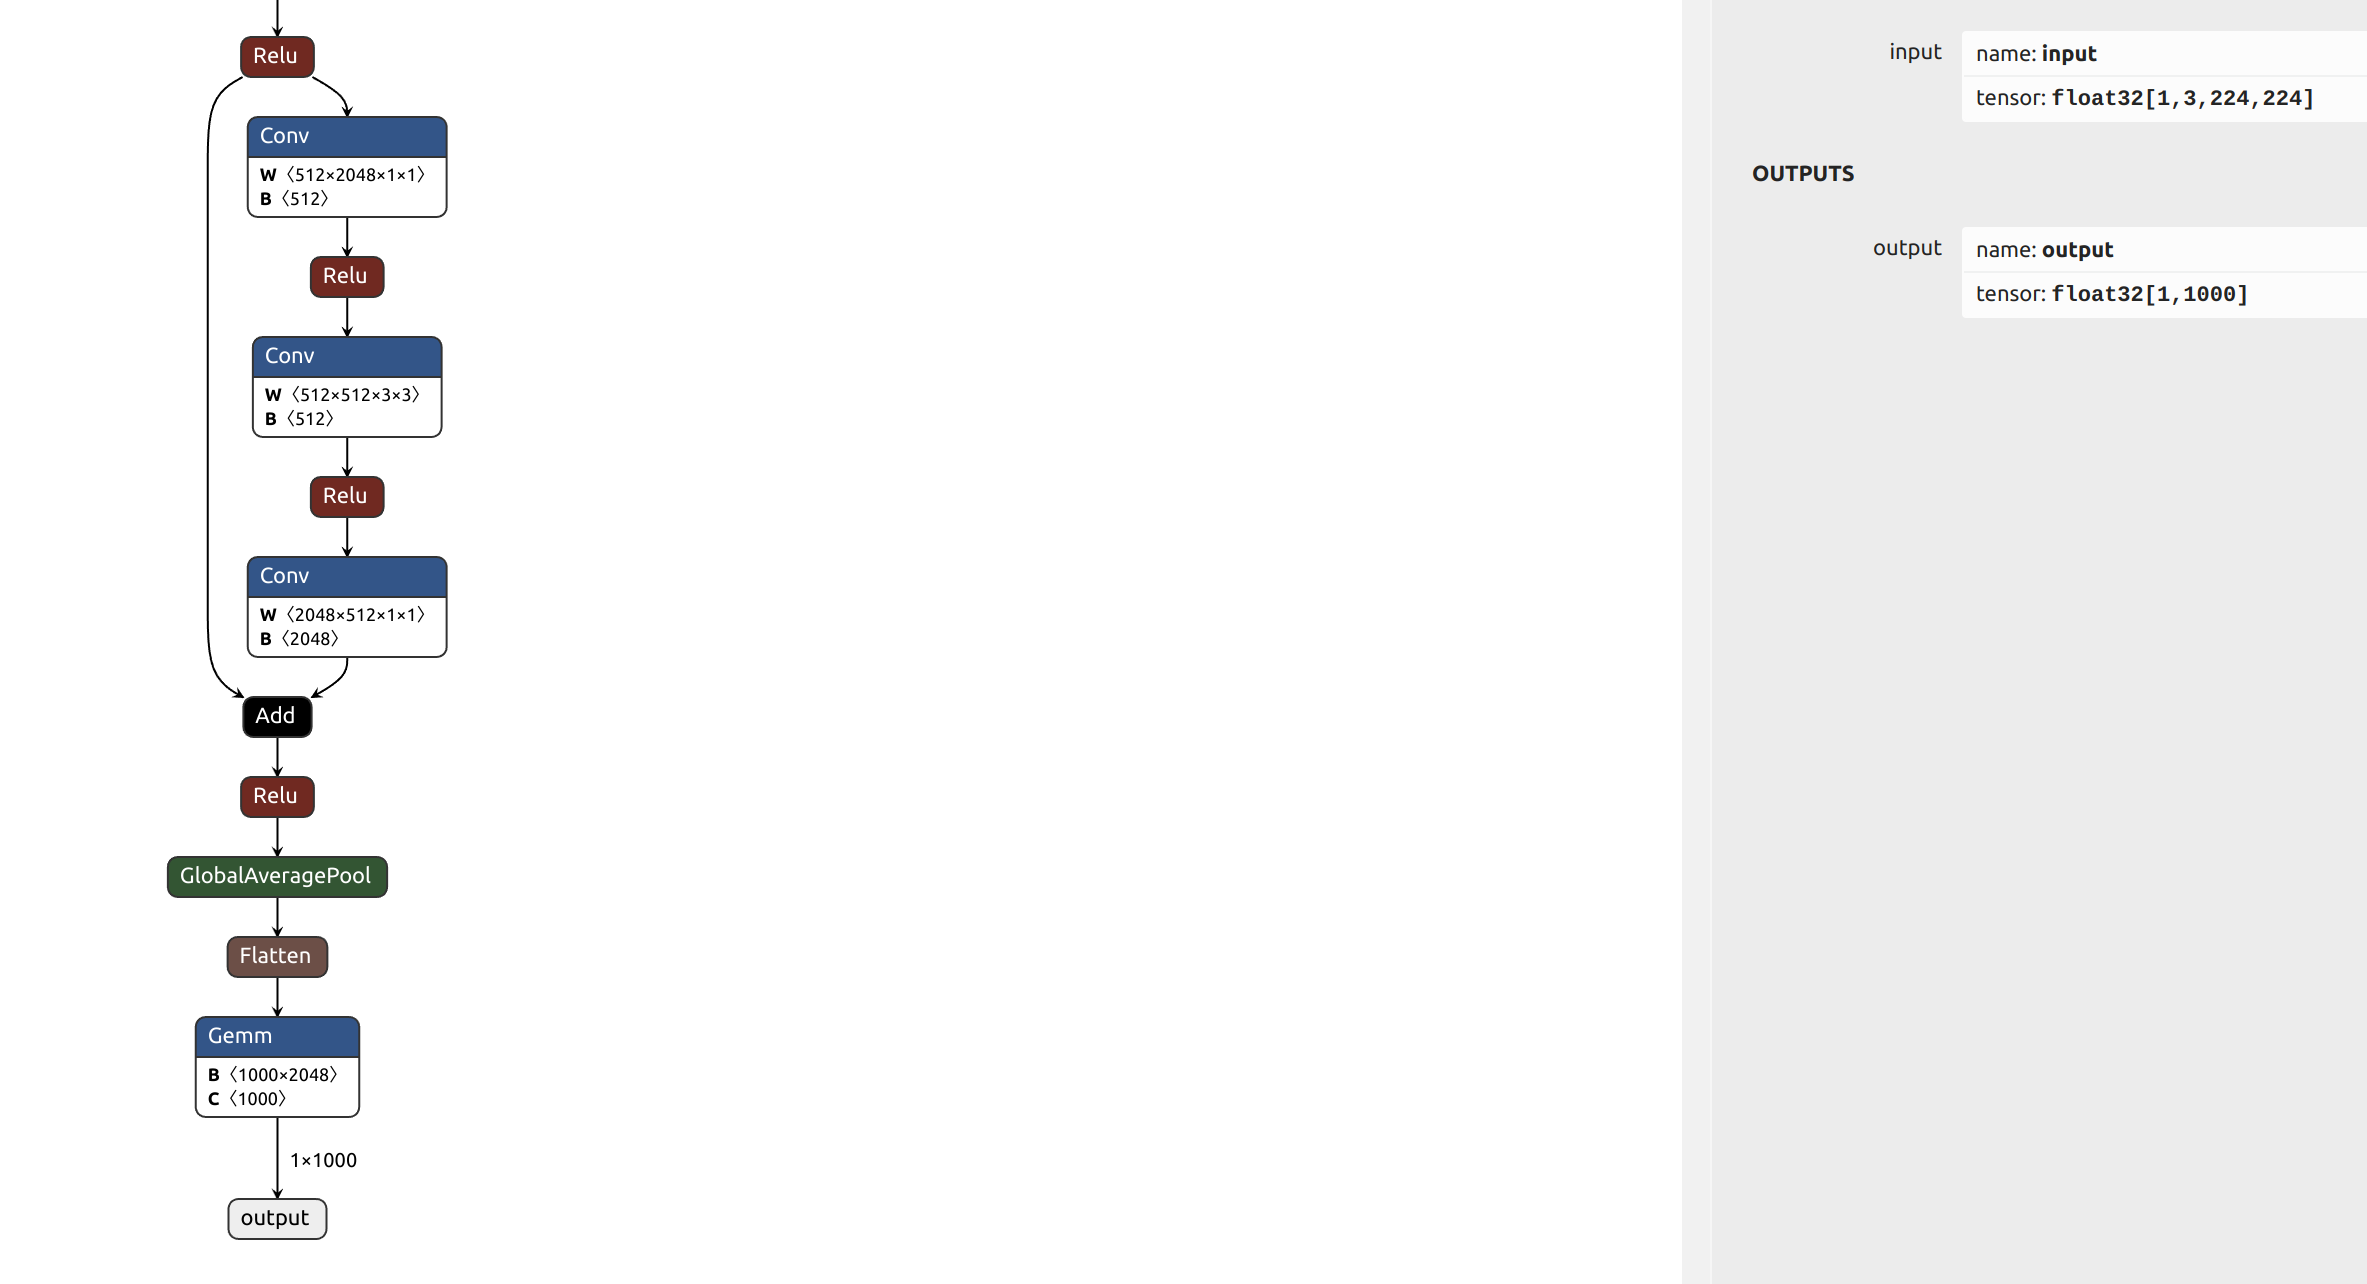 Relu
Conv
W〈512×2048×1×1〉
B〈512〉
Relu
Conv
W〈512×512×3×3〉
B〈512〉
Relu
Conv
W〈2048×512×1×1〉
B〈2048〉
Add
Relu
GlobalAveragePool
Flatten
Gemm
B〈1000×2048〉
C〈1000〉
1×1000
output
input
name: input
tensor: float32[1,3,224,224]
OUTPUTS
output
name: output
tensor: float32[1,1000]